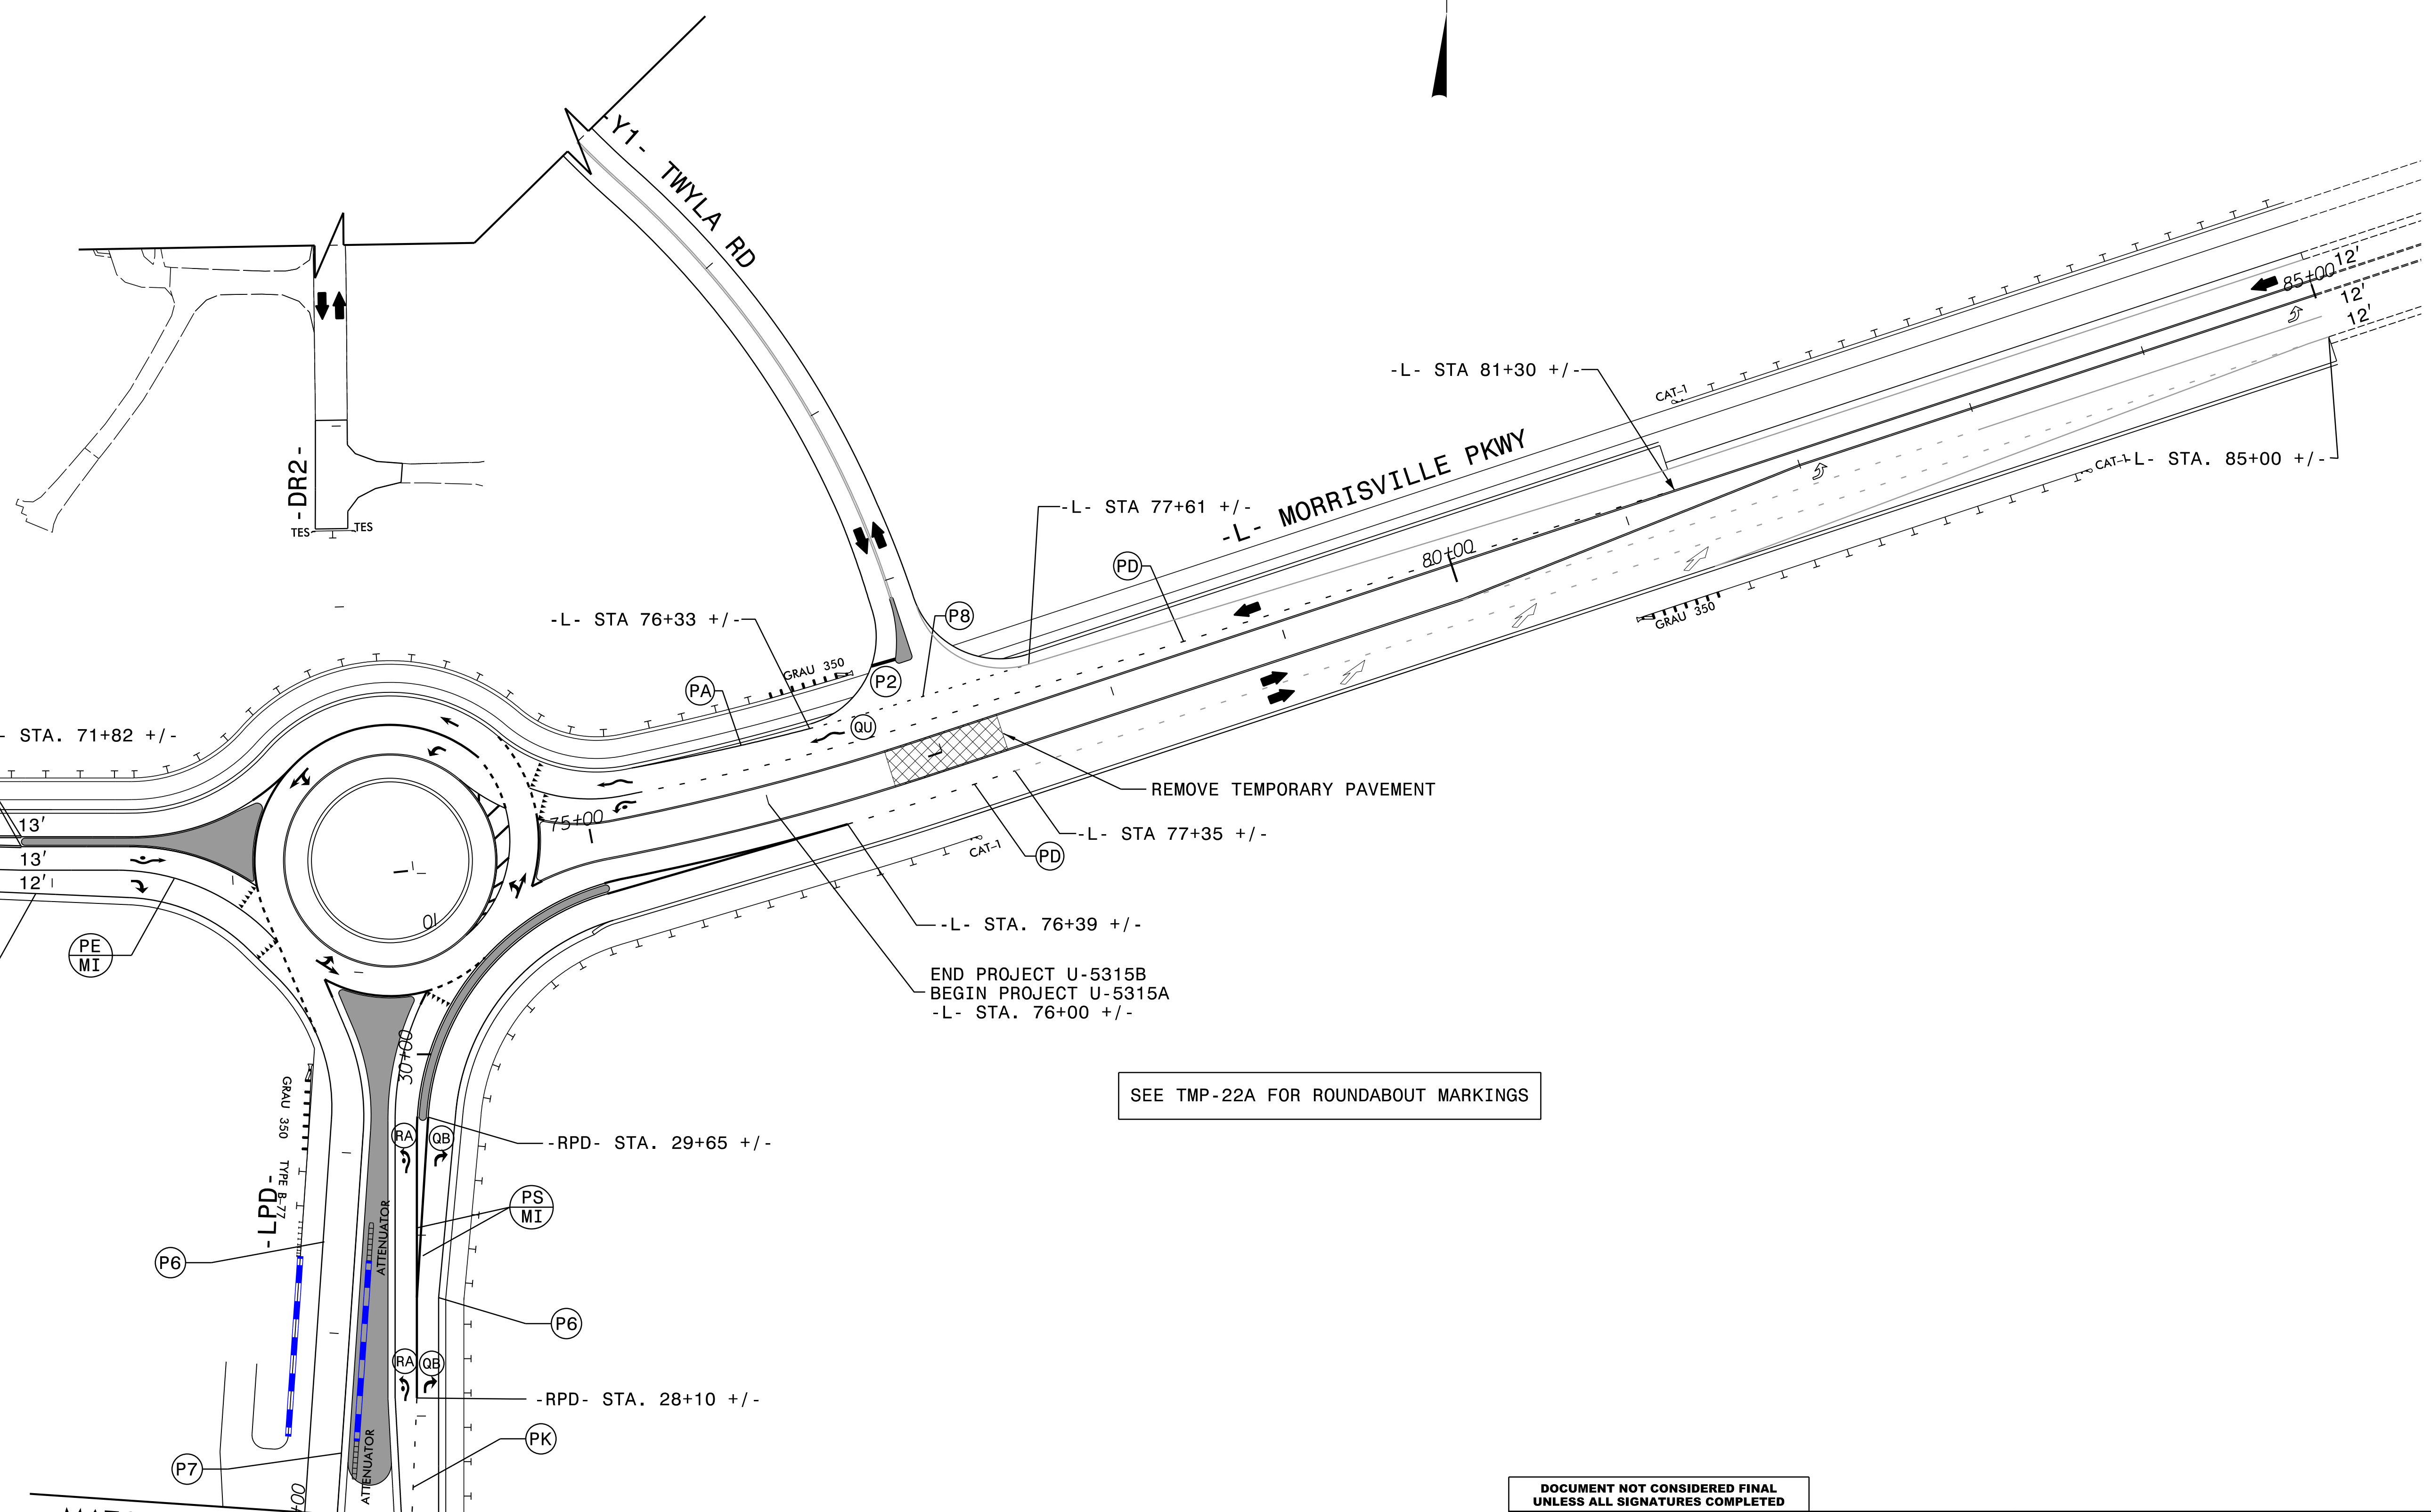 -Y1- TWYLA RD
85+00
12'
12'
12'
-L- STA 81+30 +/-
CAT-1
-L- MORRISVILLE PKWY
CAT-1
-L- STA. 85+00 +/-
-DR2-
TES
TES
-L- STA 77+61 +/-
PD
80+00
GRAU 350
-L- STA 76+33 +/-
P8
GRAU 350
P2
PA
QU
STA. 71+82 +/-
REMOVE TEMPORARY PAVEMENT
75+00
13'
13'
12'
-L- STA 77+35 +/-
CAT-1
PD
PE
MI
-L- STA. 76+39 +/-
END PROJECT U-5315B
BEGIN PROJECT U-5315A
-L- STA. 76+00 +/-
30+00
SEE TMP-22A FOR ROUNDABOUT MARKINGS
GRAU 350 TYPE B-77
RA
QB
-RPD- STA. 29+65 +/-
-LPD-
ATTENUATOR
PS
MI
P6
P6
RA
QB
-RPD- STA. 28+10 +/-
PK
P7
ATTENUATOR
DOCUMENT NOT CONSIDERED FINAL
UNLESS ALL SIGNATURES COMPLETED